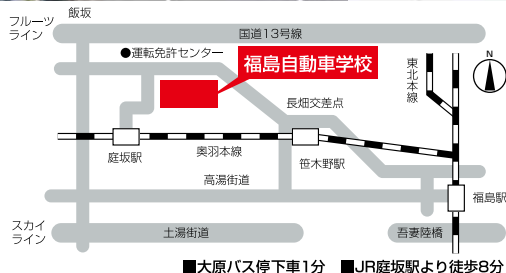 飯坂
フルーツ
ライン
国道13号線
●運転免許センター
福島自動車学校
東北本線
N
長畑交差点
庭坂駅
奥羽本線
笹木野駅
高湯街道
福島駅
スカイ
ライン
土湯街道
吾妻陸橋
■大原バス停下車1分 ■JR庭坂駅より徒歩8分